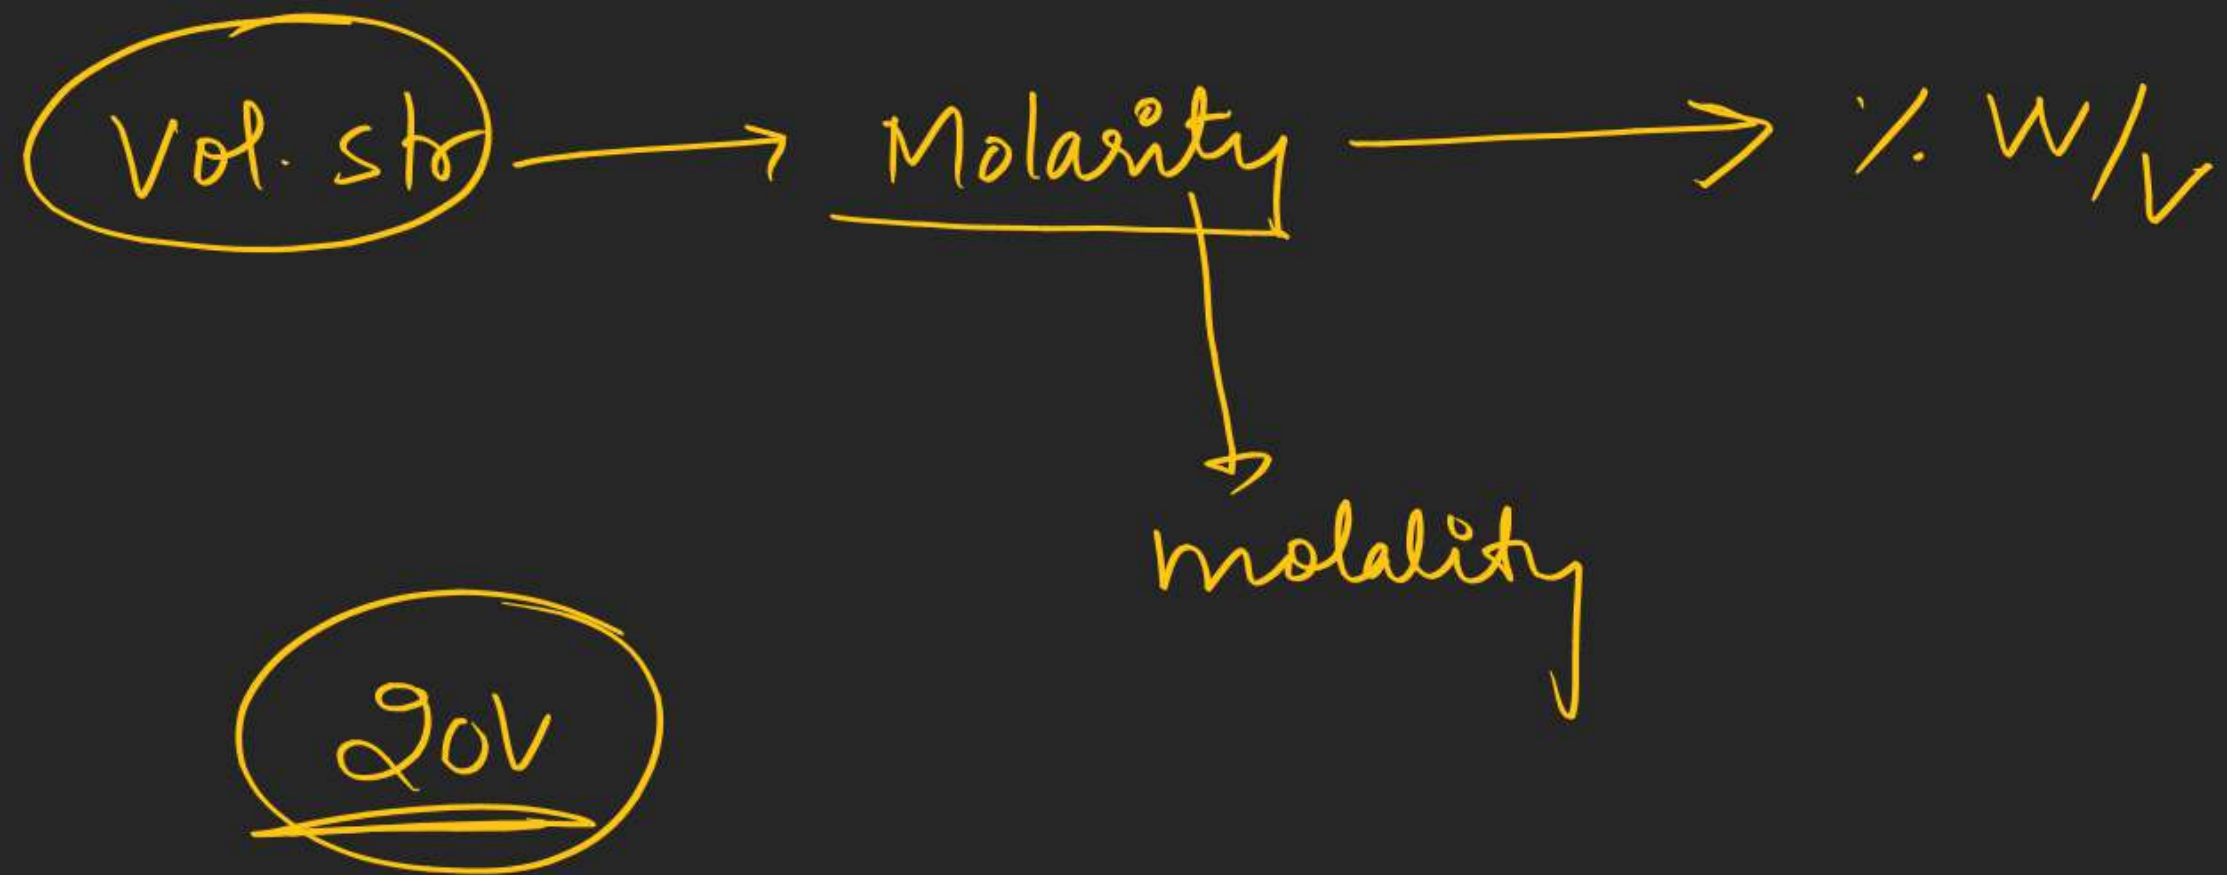 Vol. str → Molarity → % W/V
molality
20V